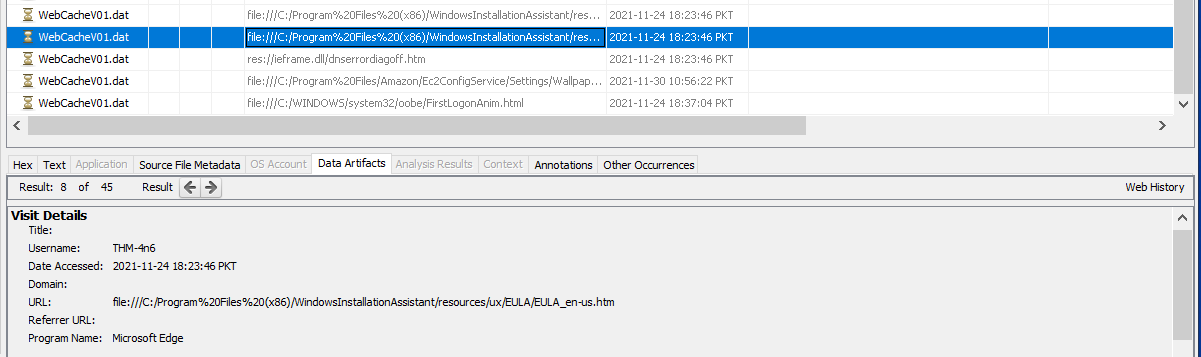 WebCacheV01.dat file:///C:/Program%20Files%20(x86)/WindowsInstallationAssistant/res... 2021-11-24 18:23:46 PKT
WebCacheV01.dat file:///C:/Program%20Files%20(x86)/WindowsInstallationAssistant/res... 2021-11-24 18:23:46 PKT
WebCacheV01.dat res://ieframe.dll/dnserrordiagoff.htm 2021-11-24 18:23:46 PKT
WebCacheV01.dat file:///C:/Program%20Files/Amazon/Ec2ConfigService/Settings/Wallpap... 2021-11-30 10:56:22 PKT
WebCacheV01.dat file:///C:/WINDOWS/system32/oobe/FirstLogonAnim.html 2021-11-24 18:37:04 PKT
Hex Text Application Source File Metadata OS Account Data Artifacts Analysis Results Context Annotations Other Occurrences
Result: 8 of 45 Result Web History
Visit Details
Title:
Username: THM-4n6
Date Accessed: 2021-11-24 18:23:46 PKT
Domain:
URL: file:///C:/Program%20Files%20(x86)/WindowsInstallationAssistant/resources/ux/EULA/EULA_en-us.htm
Referrer URL:
Program Name: Microsoft Edge